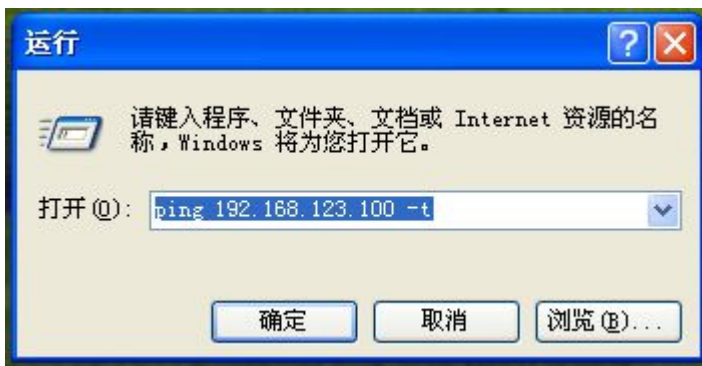 运行
请键入程序、文件夹、文档或 Internet 资源的名
称，Windows 将为您打开它。
打开(O): ping 192.168.123.100 -t
确定 取消 浏览(B)...